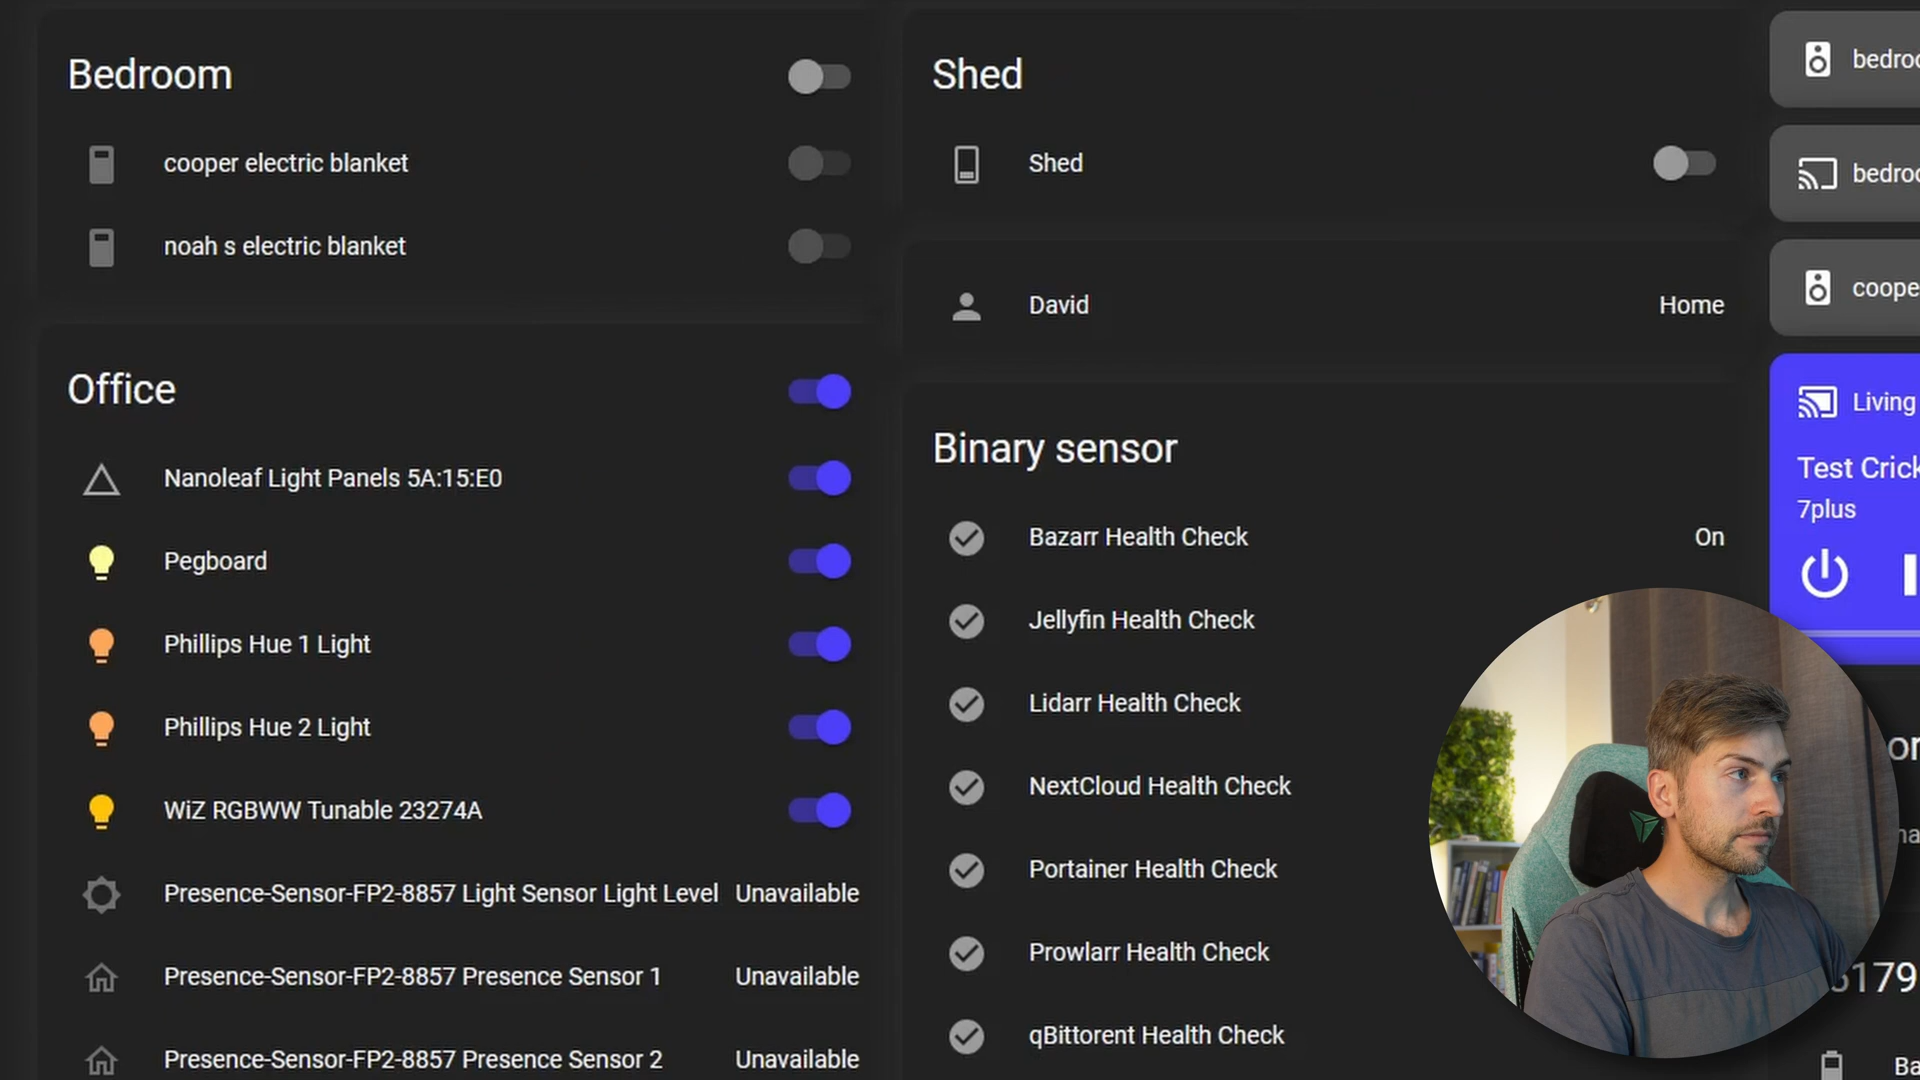 Bedroom
cooper electric blanket
noah s electric blanket
Office
Nanoleaf Light Panels 5A:15:E0
Pegboard
Phillips Hue 1 Light
Phillips Hue 2 Light
WiZ RGBWW Tunable 23274A
Presence-Sensor-FP2-8857 Light Sensor Light Level Unavailable
Presence-Sensor-FP2-8857 Presence Sensor 1 Unavailable
Presence-Sensor-FP2-8857 Presence Sensor 2 Unavailable
Shed
Shed
David Home
Binary sensor
Bazarr Health Check On
Jellyfin Health Check
Lidarr Health Check
NextCloud Health Check
Portainer Health Check
Prowlarr Health Check
qBittorent Health Check
Living
Test
7plus